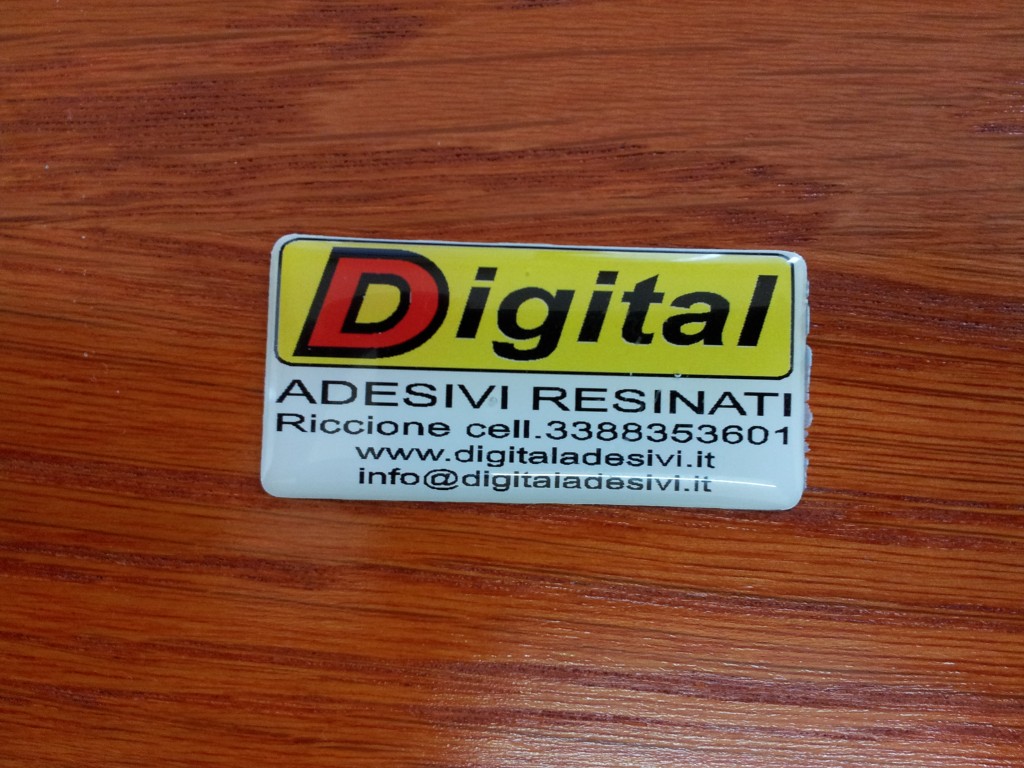 Digital
ADESIVI RESINATI
Riccione cell.3388353601
www.digitaladesivi.it
info@digitaladesivi.it